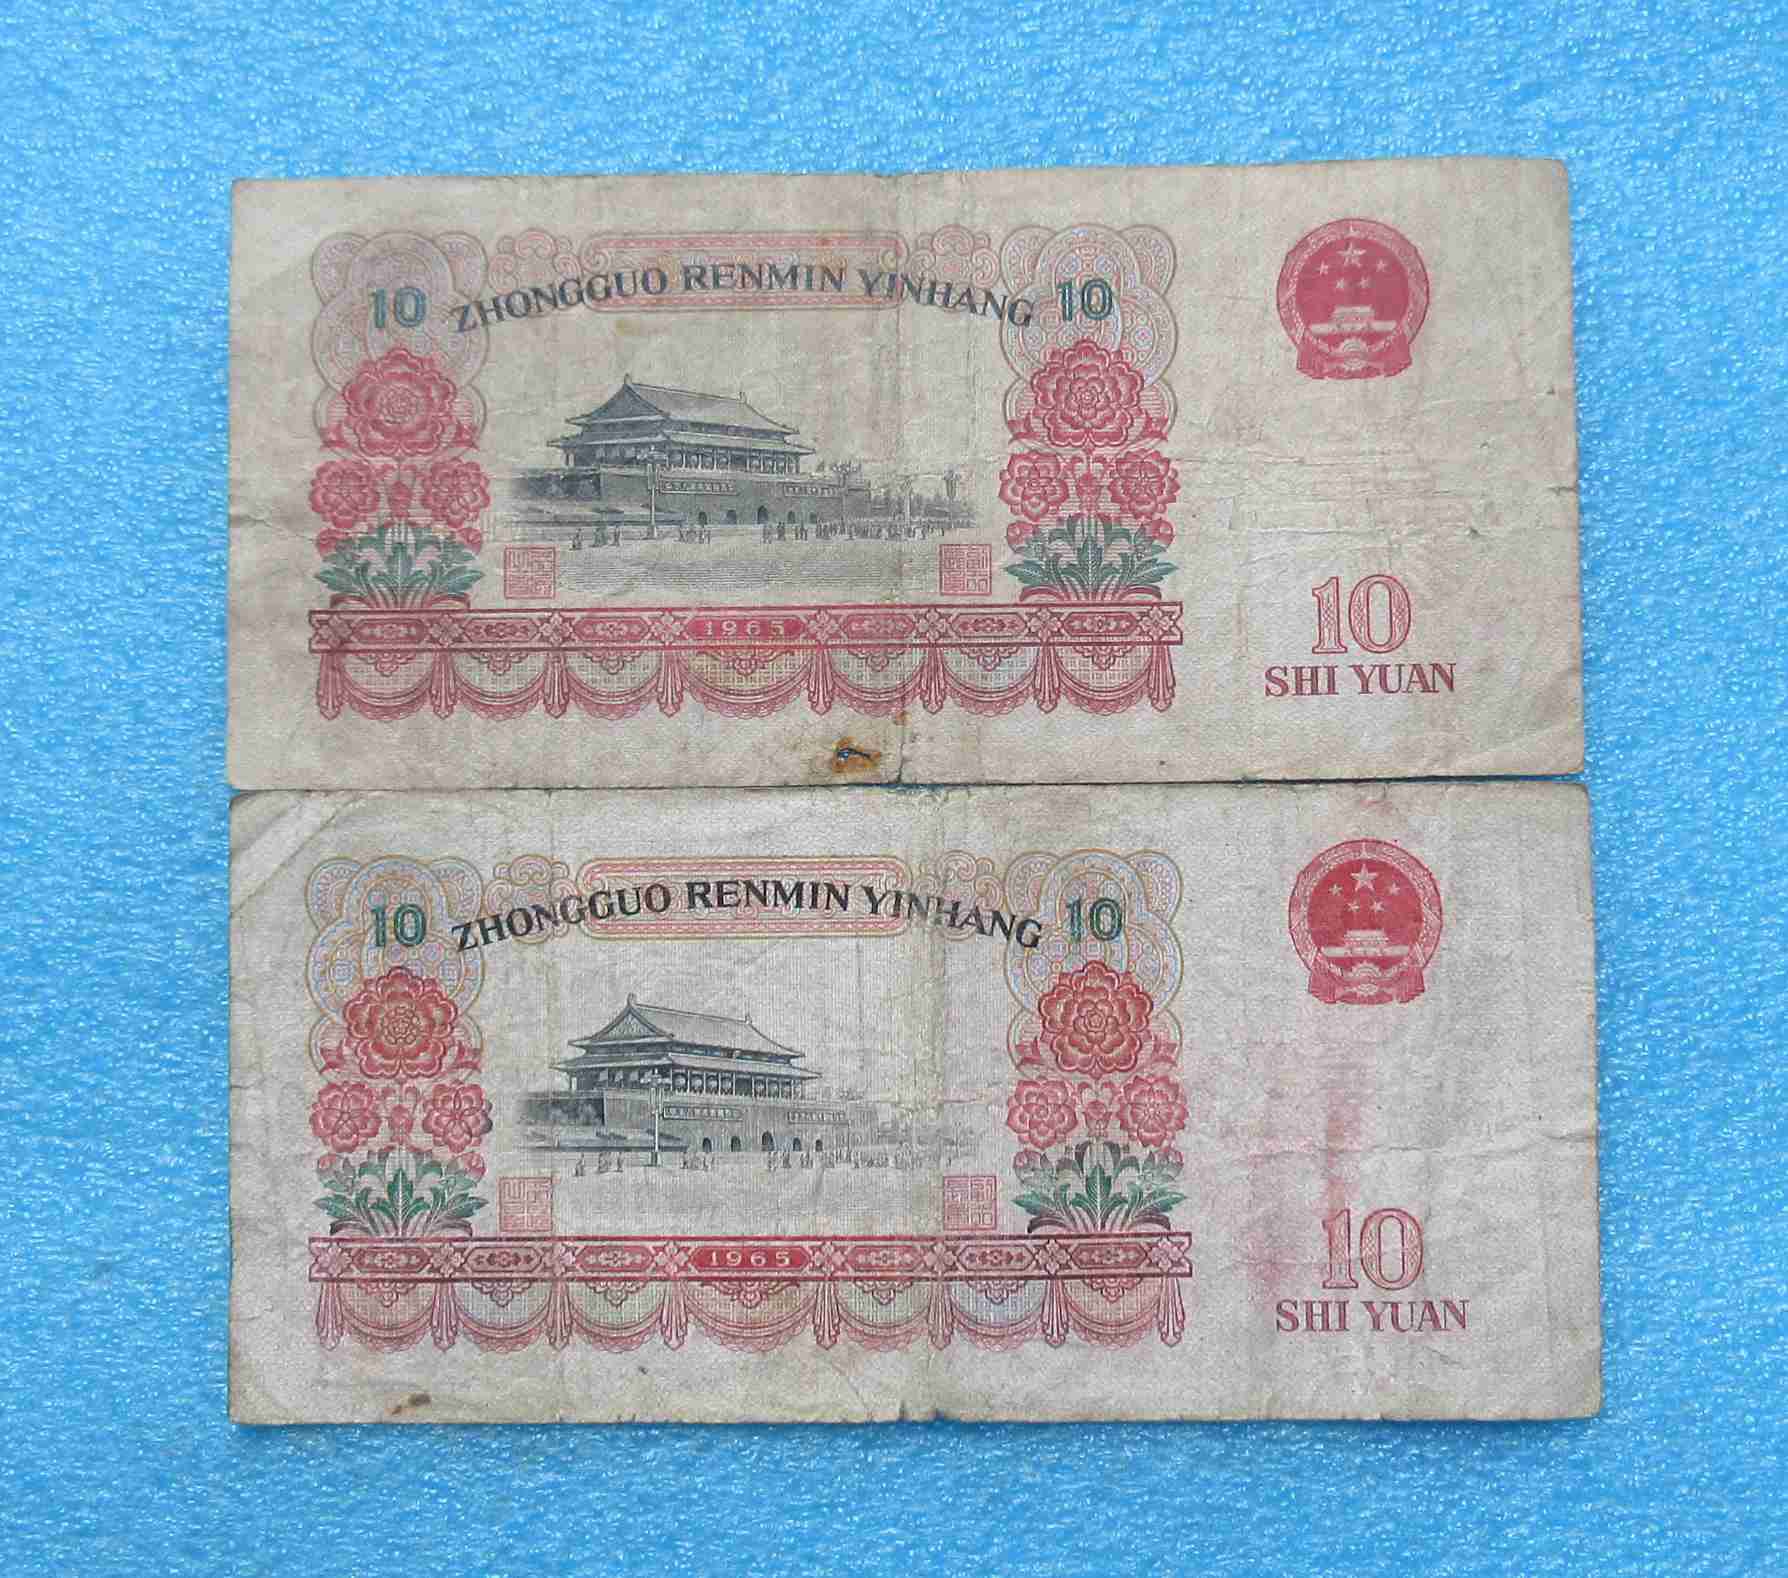 10 ZHONGGUO RENMIN YINHANG 10
1965
10
SHI YUAN
10 ZHONGGUO RENMIN YINHANG 10
1965
10
SHI YUAN